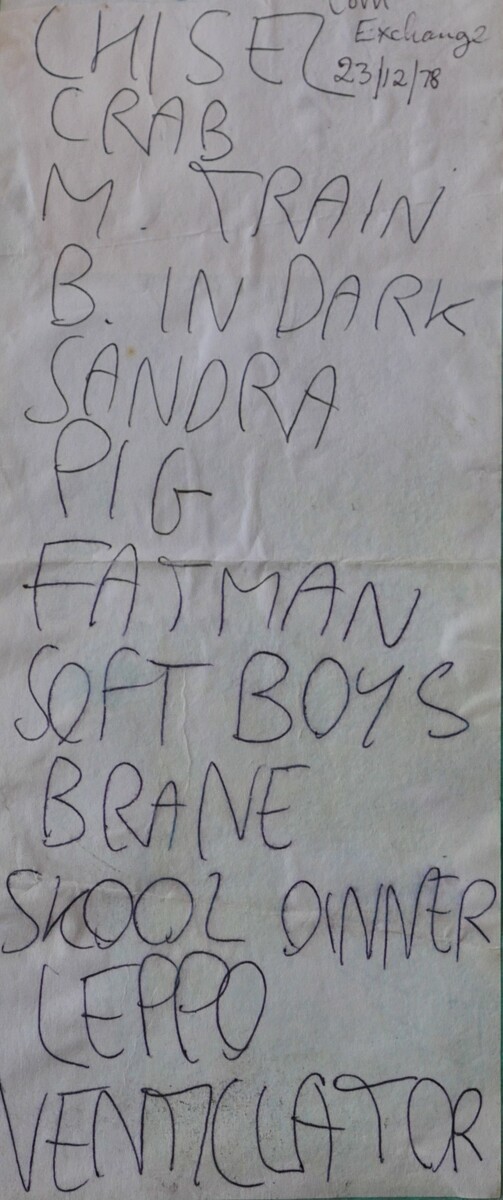 Corn
Exchange
23/12/78
CHISEL
CRAB
M. TRAIN
B. IN DARK
SANDRA
PIG
FATMAN
SOFT BOYS
BRANE
SKOOL DINNER
LEPPO
VENTILATOR